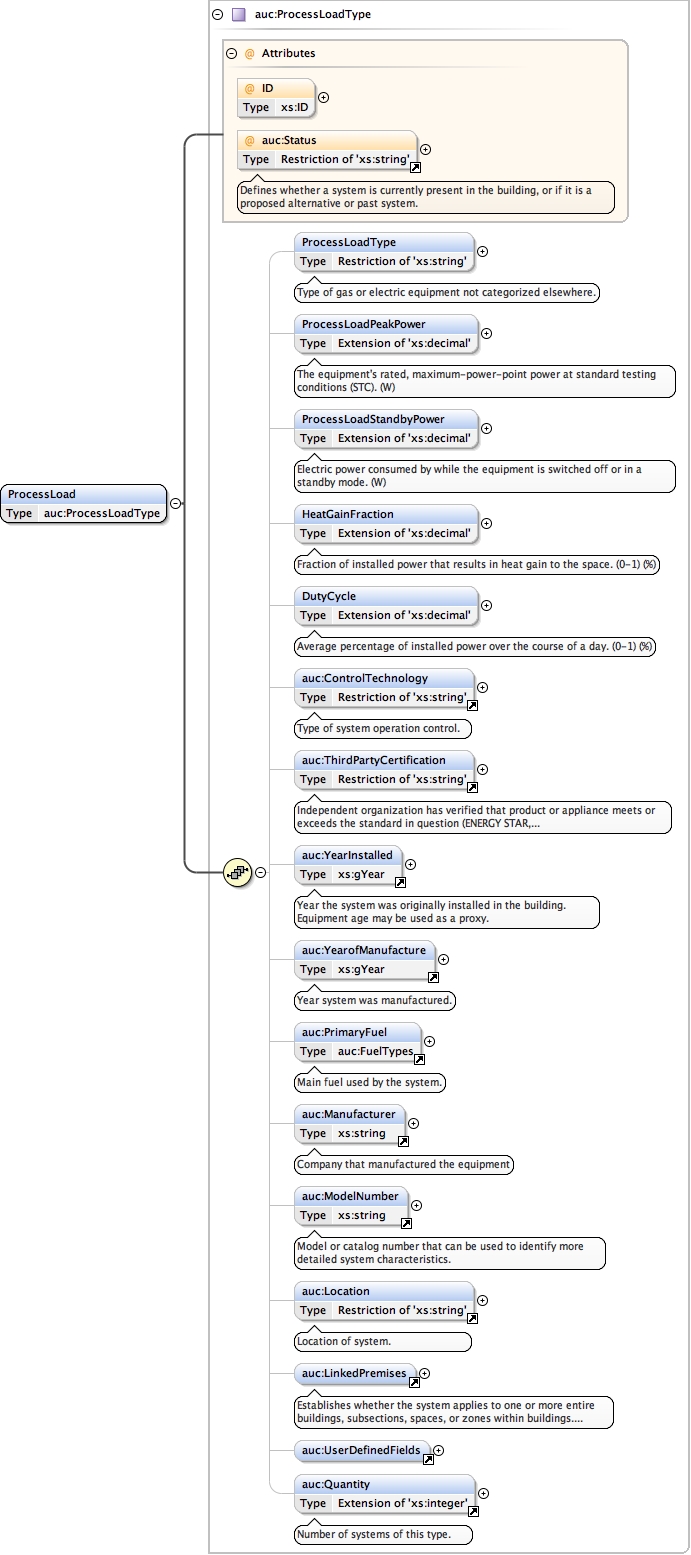 auc:ProcessLoadType
@ Attributes
@ ID
Type xs:ID
@ auc:Status
Type Restriction of 'xs:string'
Defines whether a system is currently present in the building, or if it is a
proposed alternative or past system.
ProcessLoadType
Type Restriction of 'xs:string'
Type of gas or electric equipment not categorized elsewhere.
ProcessLoadPeakPower
Type Extension of 'xs:decimal'
The equipment's rated, maximum-power-point power at standard testing
conditions (STC). (W)
ProcessLoadStandbyPower
Type Extension of 'xs:decimal'
Electric power consumed by while the equipment is switched off or in a
standby mode. (W)
ProcessLoad
Type auc:ProcessLoadType
HeatGainFraction
Type Extension of 'xs:decimal'
Fraction of installed power that results in heat gain to the space. (0-1) (%)
DutyCycle
Type Extension of 'xs:decimal'
Average percentage of installed power over the course of a day. (0-1) (%)
auc:ControlTechnology
Type Restriction of 'xs:string'
Type of system operation control.
auc:ThirdPartyCertification
Type Restriction of 'xs:string'
Independent organization has verified that product or appliance meets or
exceeds the standard in question (ENERGY STAR,...
auc:YearInstalled
Type xs:gYear
Year the system was originally installed in the building.
Equipment age may be used as a proxy.
auc:YearofManufacture
Type xs:gYear
Year system was manufactured.
auc:PrimaryFuel
Type auc:FuelTypes
Main fuel used by the system.
auc:Manufacturer
Type xs:string
Company that manufactured the equipment
auc:ModelNumber
Type xs:string
Model or catalog number that can be used to identify more
detailed system characteristics.
auc:Location
Type Restriction of 'xs:string'
Location of system.
auc:LinkedPremises
Establishes whether the system applies to one or more entire
buildings, subsections, spaces, or zones within buildings....
auc:UserDefinedFields
auc:Quantity
Type Extension of 'xs:integer'
Number of systems of this type.